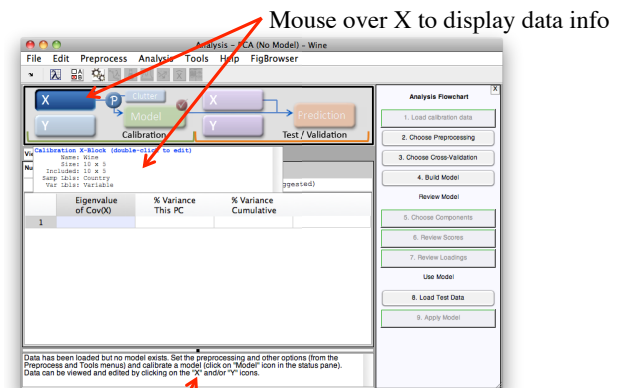 Mouse over X to display data info
Analysis - PCA (No Model) - Wine
File Edit Preprocess Analysis Tools Help FigBrowser
X
P
Clutter
Model
Y
Calibration
X
Prediction
Y
Test / Validation
Calibration X-Block (double-click to edit)
Name: Wine
Size: 10 x 5
Included: 10 x 5
Samp Lbls: Country
Var Lbls: Variable
ggested)
Eigenvalue of Cov(X)
% Variance This PC
% Variance Cumulative
1
Analysis Flowchart
1. Load calibration data
2. Choose Preprocessing
3. Choose Cross-Validation
4. Build Model
Review Model
5. Choose Components
6. Review Scores
7. Review Loadings
Use Model
8. Load Test Data
9. Apply Model
Data has been loaded but no model exists. Set the preprocessing and other options (from the
Preprocess and Tools menus) and calibrate a model (click on "Model" icon in the status pane).
Data can be viewed and edited by clicking on the "X" and/or "Y" icons.